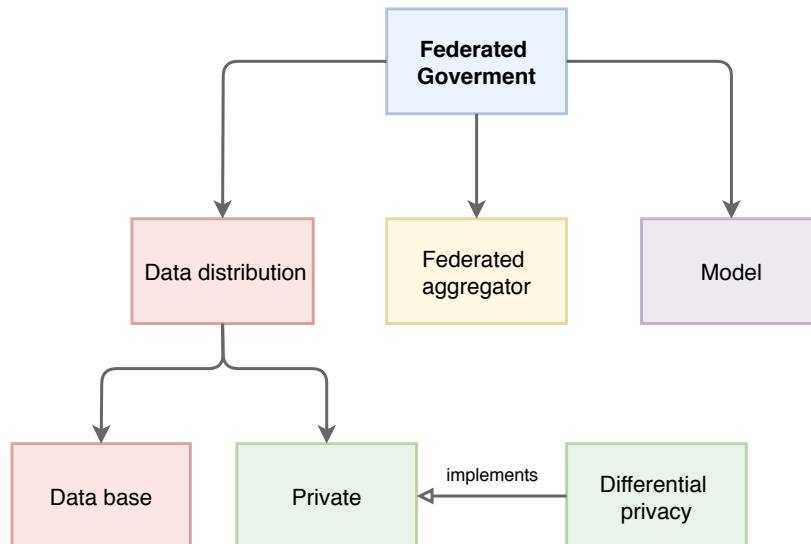 Federated
Goverment
Data distribution
Federated
aggregator
Model
Data base
Private
implements
Differential
privacy